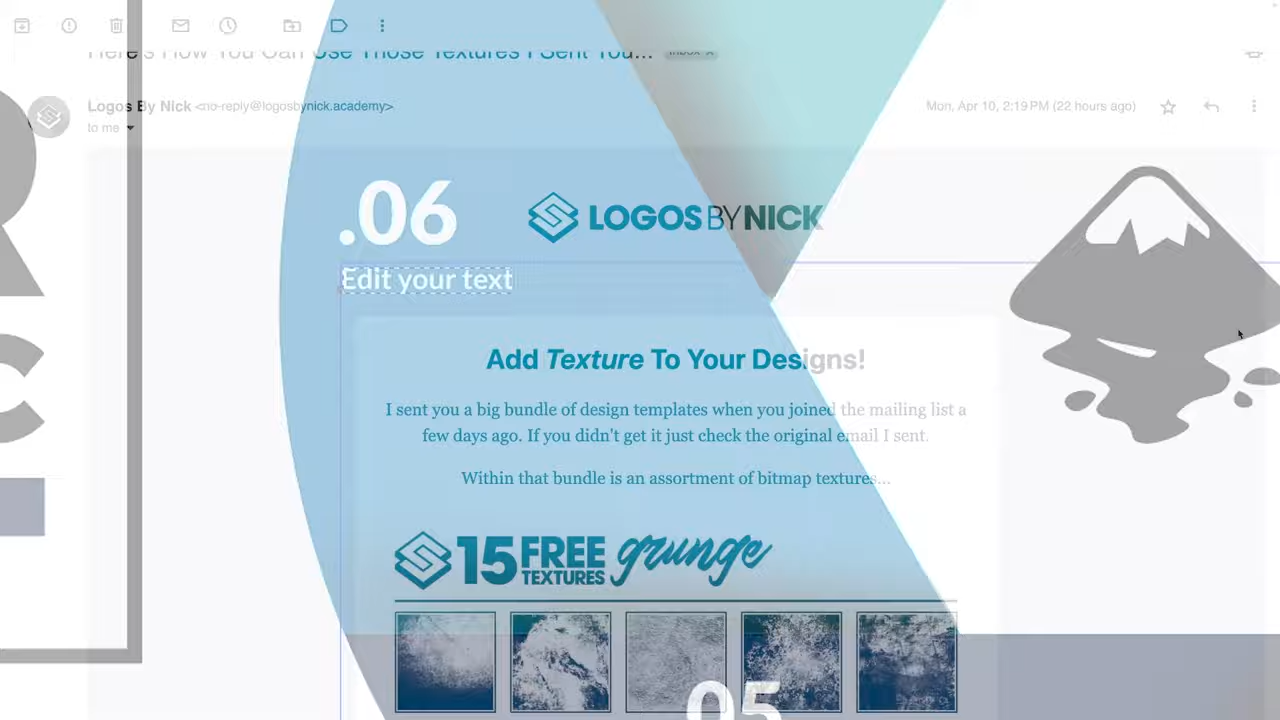 Here's How You Can Use Those Textures I Sent You... Inbox ×
Logos By Nick <no-reply@logosbynick.academy>
Mon, Apr 10, 2:19 PM (22 hours ago)
to me
.06
LOGOS BY NICK
Edit your text
Add Texture To Your Designs!
I sent you a big bundle of design templates when you joined the mailing list a
few days ago. If you didn't get it just check the original email I sent.
Within that bundle is an assortment of bitmap textures...
15 FREE TEXTURES grunge
05